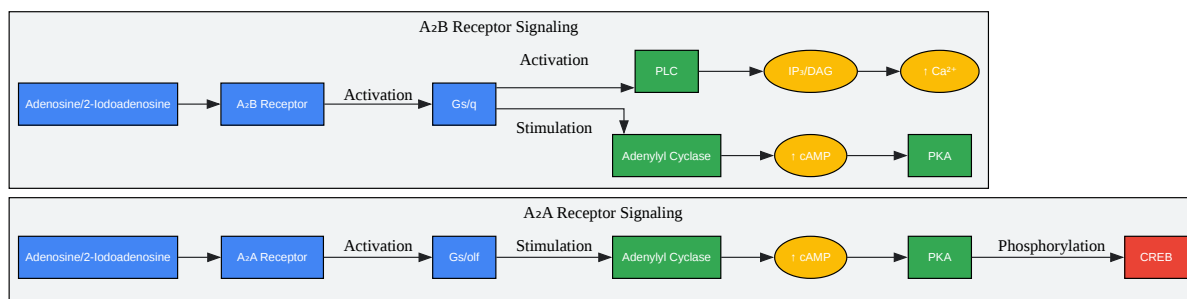 A₂B Receptor Signaling
Activation
PLC
IP₃/DAG
↑ Ca²⁺
Adenosine/2-Iodoadenosine
A₂B Receptor
Activation
Gs/q
Stimulation
Adenylyl Cyclase
↑ cAMP
PKA
A₂A Receptor Signaling
Adenosine/2-Iodoadenosine
A₂A Receptor
Activation
Gs/olf
Stimulation
Adenylyl Cyclase
↑ cAMP
PKA
Phosphorylation
CREB